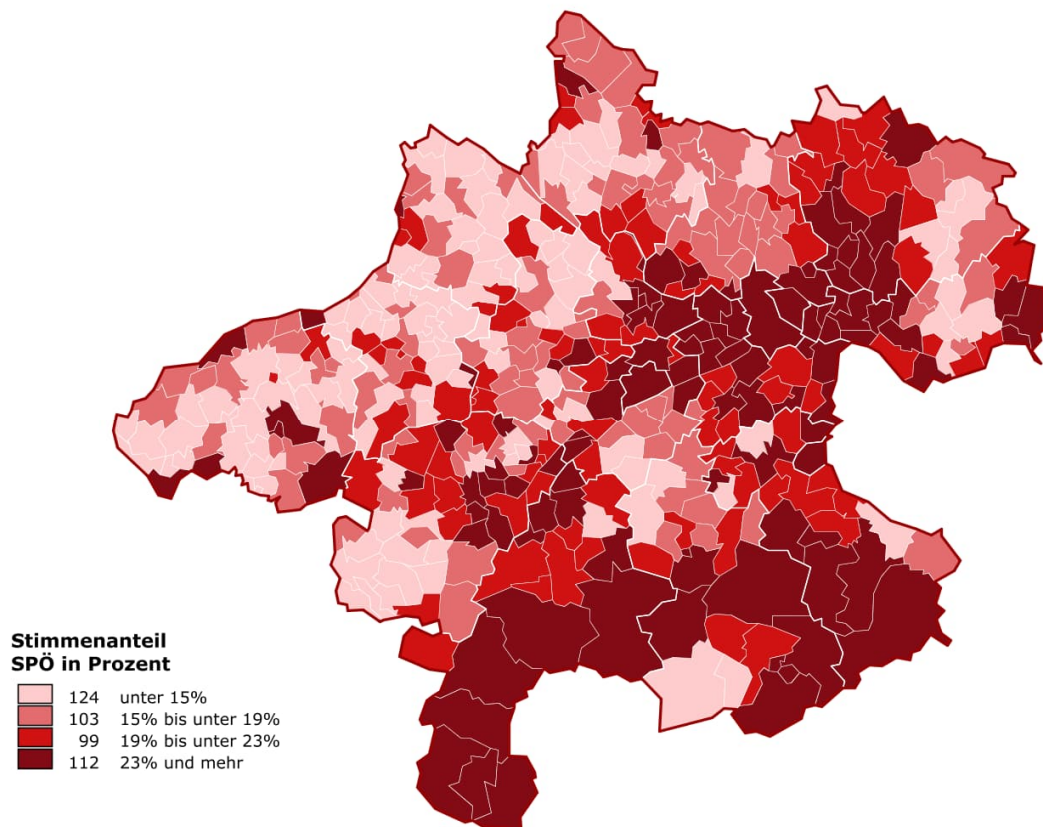 Stimmenanteil
SPÖ in Prozent
124 unter 15%
103 15% bis unter 19%
99 19% bis unter 23%
112 23% und mehr